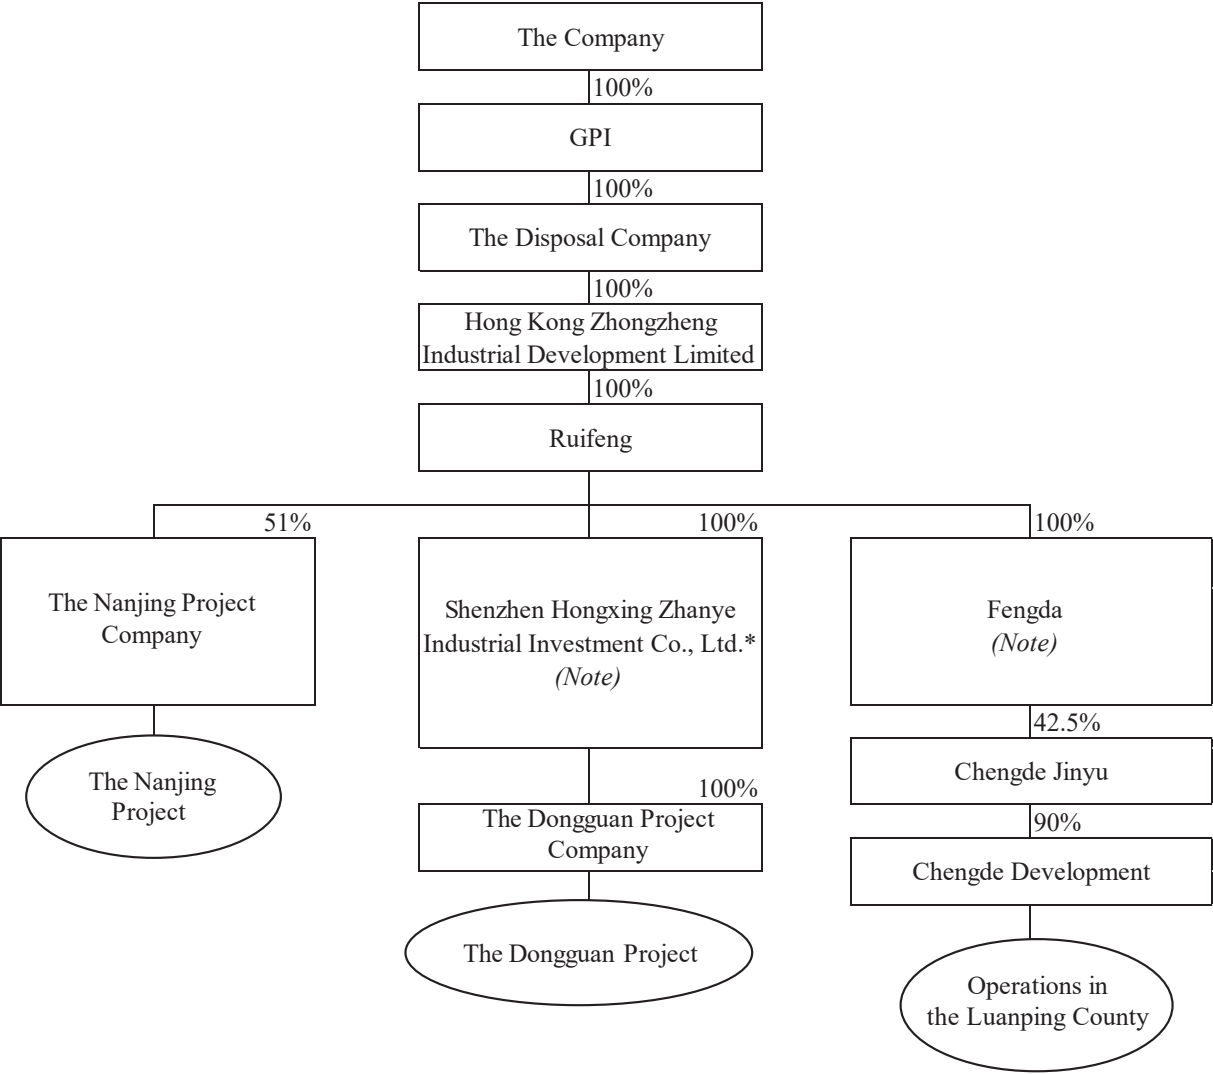 The Company
100%
GPI
100%
The Disposal Company
100%
Hong Kong Zhongzheng
Industrial Development Limited
100%
Ruifeng
51%
100%
100%
The Nanjing Project
Company
Shenzhen Hongxing Zhanye
Industrial Investment Co., Ltd.*
(Note)
Fengda
(Note)
42.5%
The Nanjing
Project
Chengde Jinyu
100%
The Dongguan Project
Company
90%
Chengde Development
The Dongguan Project
Operations in
the Luanping County